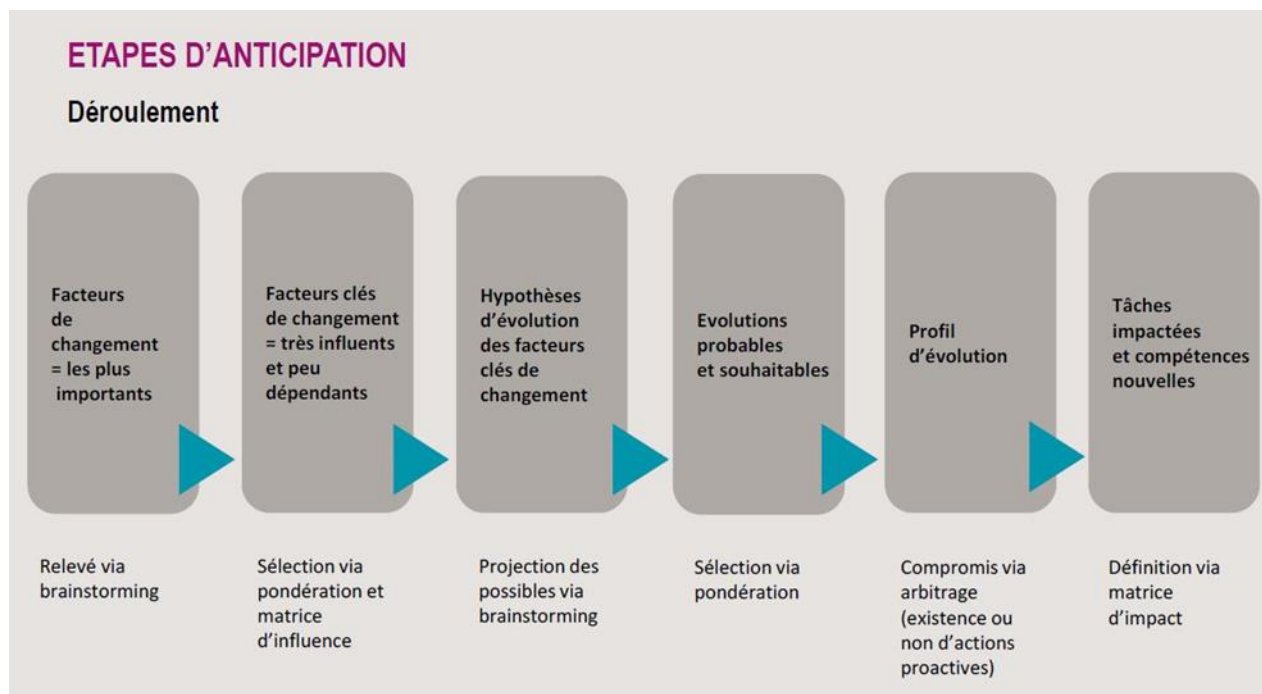 ETAPES D’ANTICIPATION
Déroulement
Facteurs
de
changement
= les plus
importants
Facteurs clés
de changement
= très influents
et peu
dépendants
Hypothèses
d’évolution
des facteurs
clés de
changement
Evolutions
probables
et souhaitables
Profil
d’évolution
Tâches
impactées
et compétences
nouvelles
Relevé via
brainstorming
Sélection via
pondération et
matrice
d’influence
Projection des
possibles via
brainstorming
Sélection via
pondération
Compromis via
arbitrage
(existence ou
non d’actions
proactives)
Définition via
matrice
d’impact